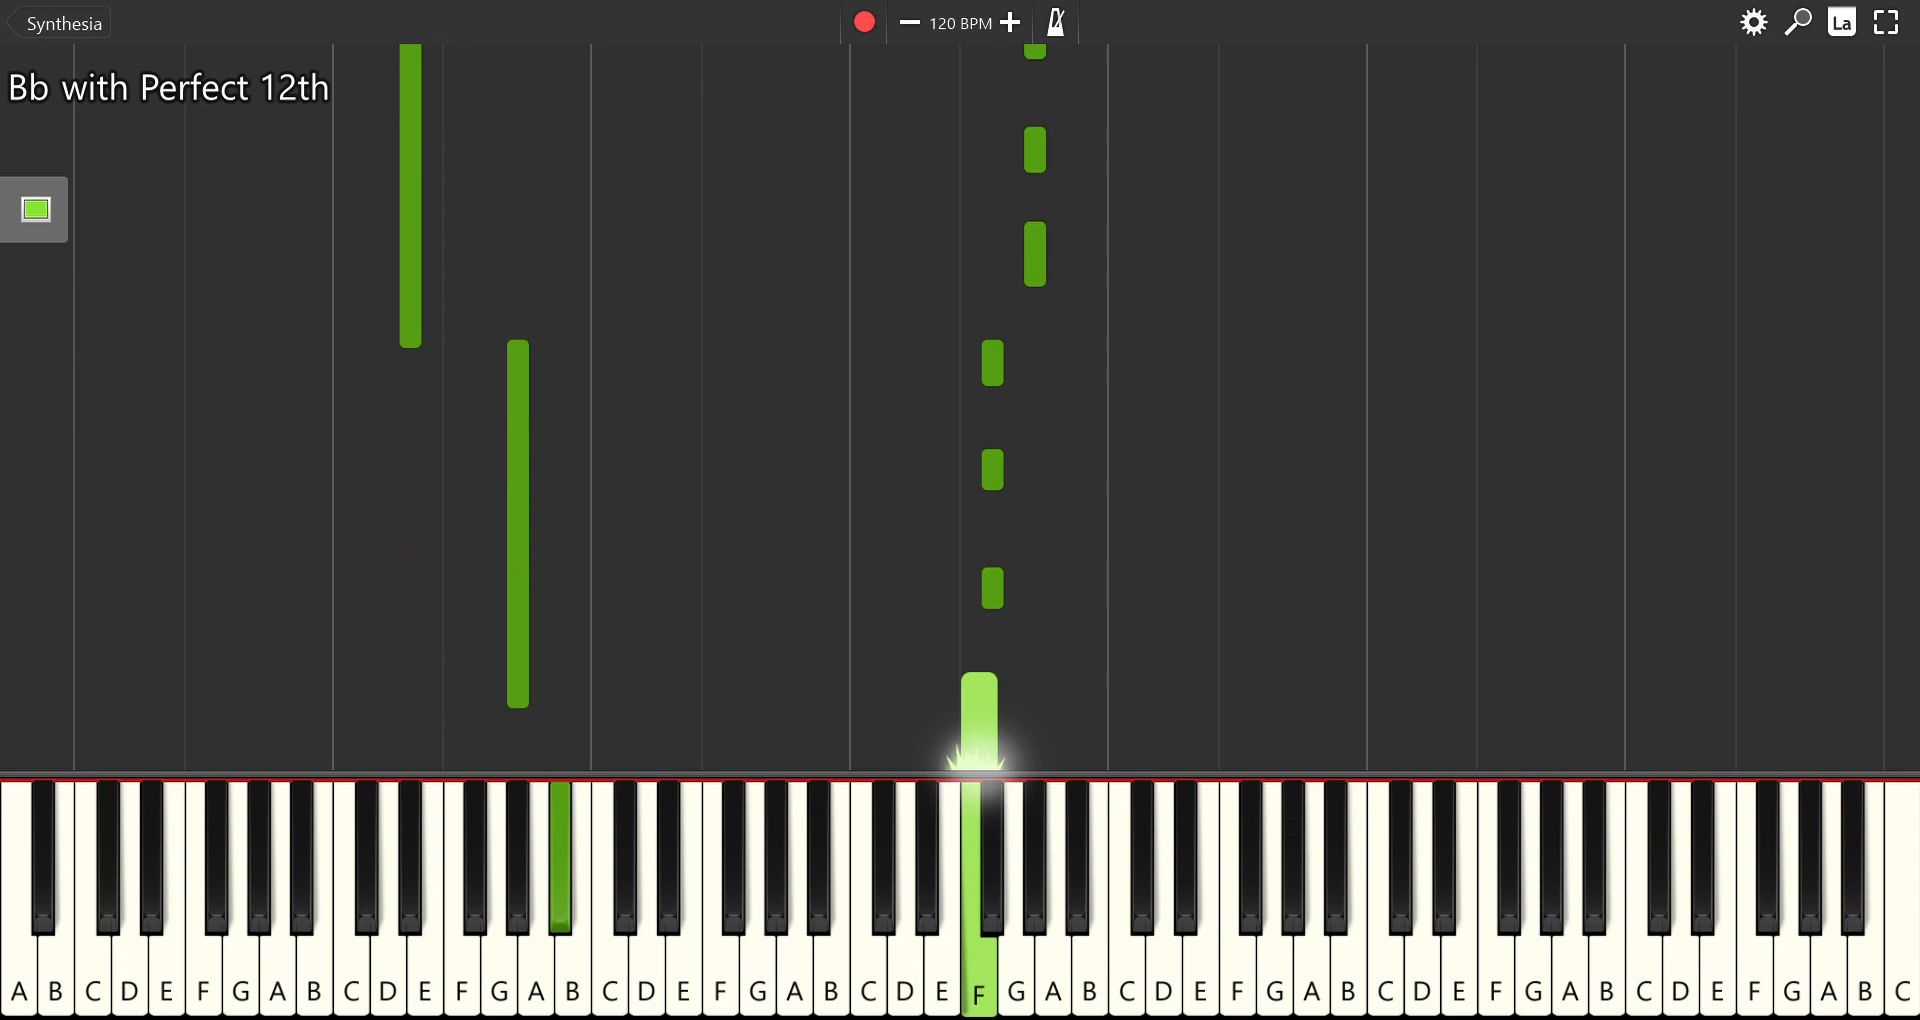 Synthesia
120 BPM
La
Bb with Perfect 12th
A B C D E F G A B C D E F G A B C D E F G A B C D E F G A B C D E F G A B C D E F G A B C D E F G A B C